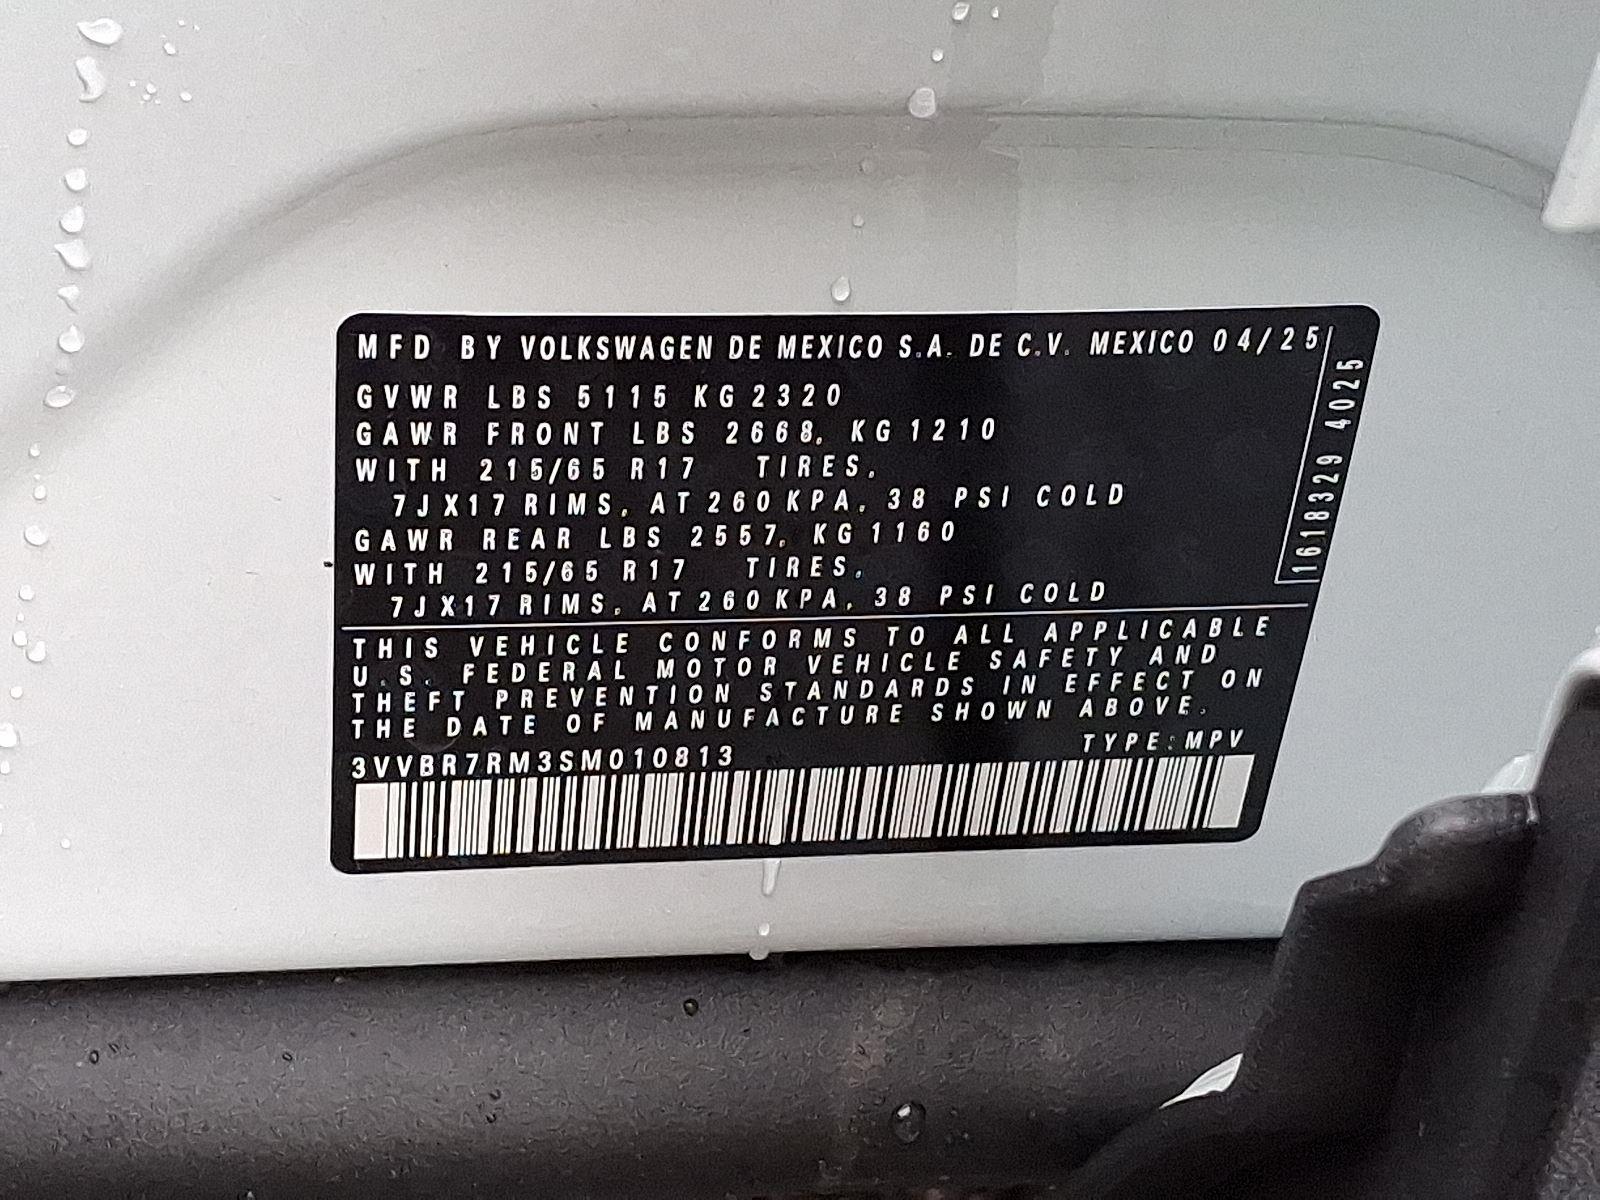 MFD BY VOLKSWAGEN DE MEXICO S.A. DE C.V. MEXICO 04/25
GVWR LBS 5115 KG 2320
GAWR FRONT LBS 2668, KG 1210
WITH 215/65 R17 TIRES,
7JX17 RIMS, AT 260 KPA, 38 PSI COLD
GAWR REAR LBS 2557, KG 1160
WITH 215/65 R17 TIRES,
7JX17 RIMS, AT 260 KPA, 38 PSI COLD
1618329 4025
THIS VEHICLE CONFORMS TO ALL APPLICABLE
U.S. FEDERAL MOTOR VEHICLE SAFETY AND
THEFT PREVENTION STANDARDS IN EFFECT ON
THE DATE OF MANUFACTURE SHOWN ABOVE.
3VVBR7RM3SM010813
TYPE: MPV